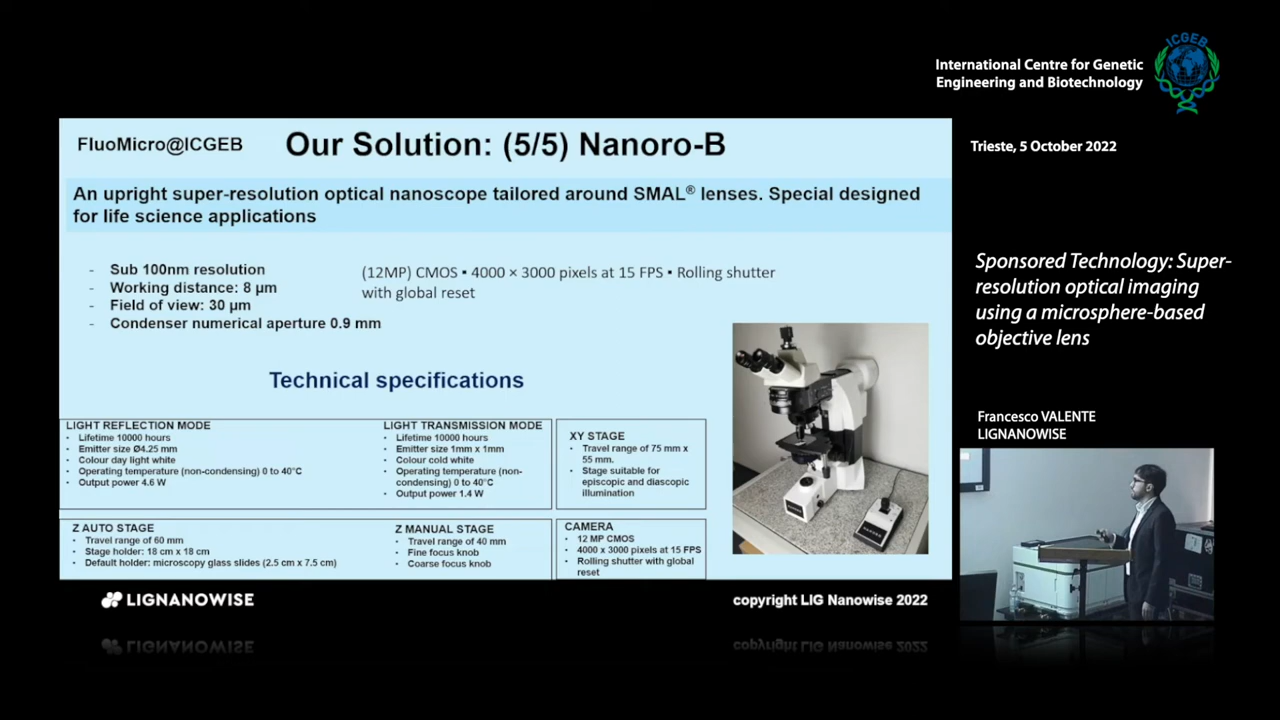 International Centre for Genetic
Engineering and Biotechnology
ICGEB
Trieste, 5 October 2022
FluoMicro@ICGEB
Our Solution: (5/5) Nanoro-B
An upright super-resolution optical nanoscope tailored around SMAL® lenses. Special designed
for life science applications
- Sub 100nm resolution
- Working distance: 8 µm
- Field of view: 30 µm
- Condenser numerical aperture 0.9 mm
(12MP) CMOS ▪ 4000 × 3000 pixels at 15 FPS ▪ Rolling shutter
with global reset
Technical specifications
LIGHT REFLECTION MODE
• Lifetime 10000 hours
• Emitter size Ø4.25 mm
• Colour day light white
• Operating temperature (non-condensing) 0 to 40°C
• Output power 4.6 W
LIGHT TRANSMISSION MODE
• Lifetime 10000 hours
• Emitter size 1mm x 1mm
• Colour cold white
• Operating temperature (non-
condensing) 0 to 40°C
• Output power 1.4 W
XY STAGE
• Travel range of 75 mm x
55 mm.
• Stage suitable for
episcopic and diascopic
illumination
Z AUTO STAGE
• Travel range of 60 mm
• Stage holder: 18 cm x 18 cm
• Default holder: microscopy glass slides (2.5 cm x 7.5 cm)
Z MANUAL STAGE
• Travel range of 40 mm
• Fine focus knob
• Coarse focus knob
CAMERA
• 12 MP CMOS
• 4000 x 3000 pixels at 15 FPS
• Rolling shutter with global
reset
LIGNANOWISE
copyright LIG Nanowise 2022
Sponsored Technology: Super-
resolution optical imaging
using a microsphere-based
objective lens
Francesco VALENTE
LIGNANOWISE